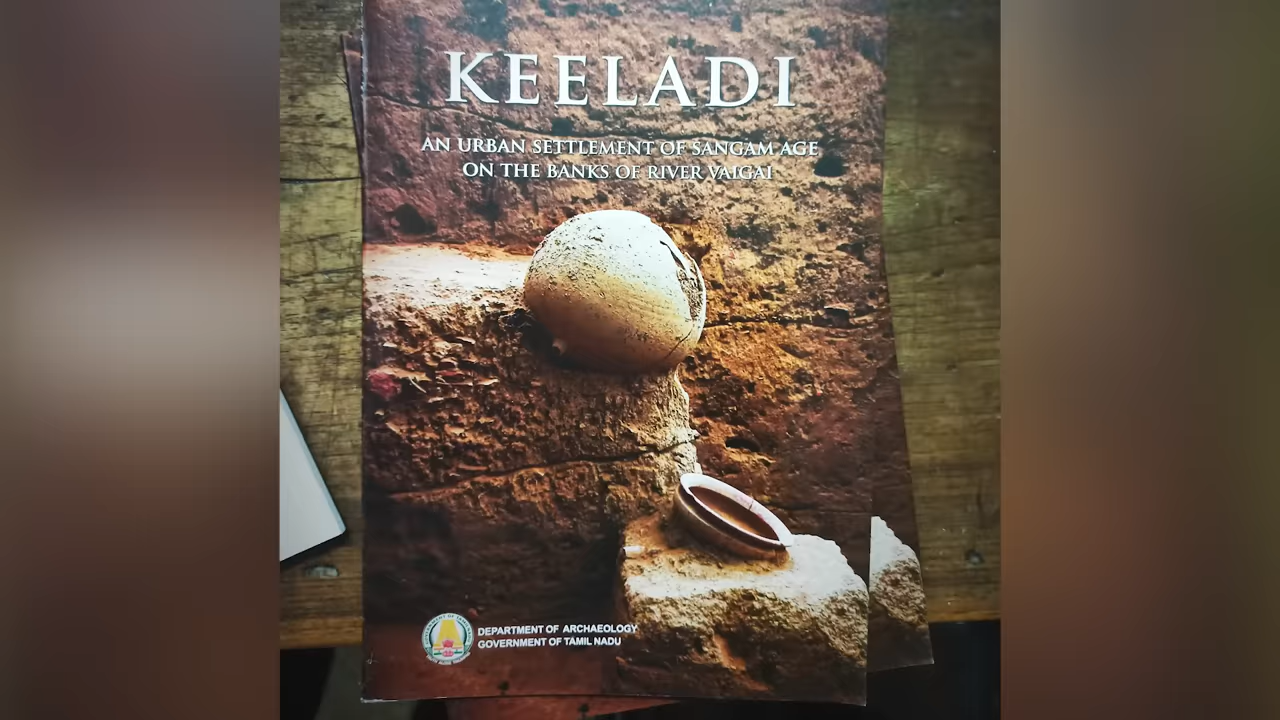 KEELADI
AN URBAN SETTLEMENT OF SANGAM AGE
ON THE BANKS OF RIVER VAIGAI
DEPARTMENT OF ARCHAEOLOGY
GOVERNMENT OF TAMIL NADU